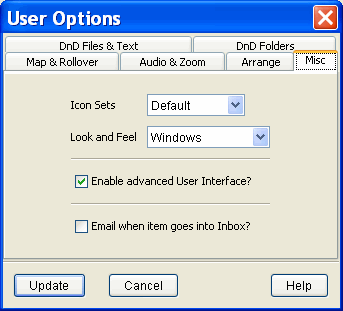 User Options
DnD Files & Text DnD Folders
Map & Rollover Audio & Zoom Arrange Misc
Icon Sets Default
Look and Feel Windows
Enable advanced User Interface?
Email when item goes into Inbox?
Update Cancel Help